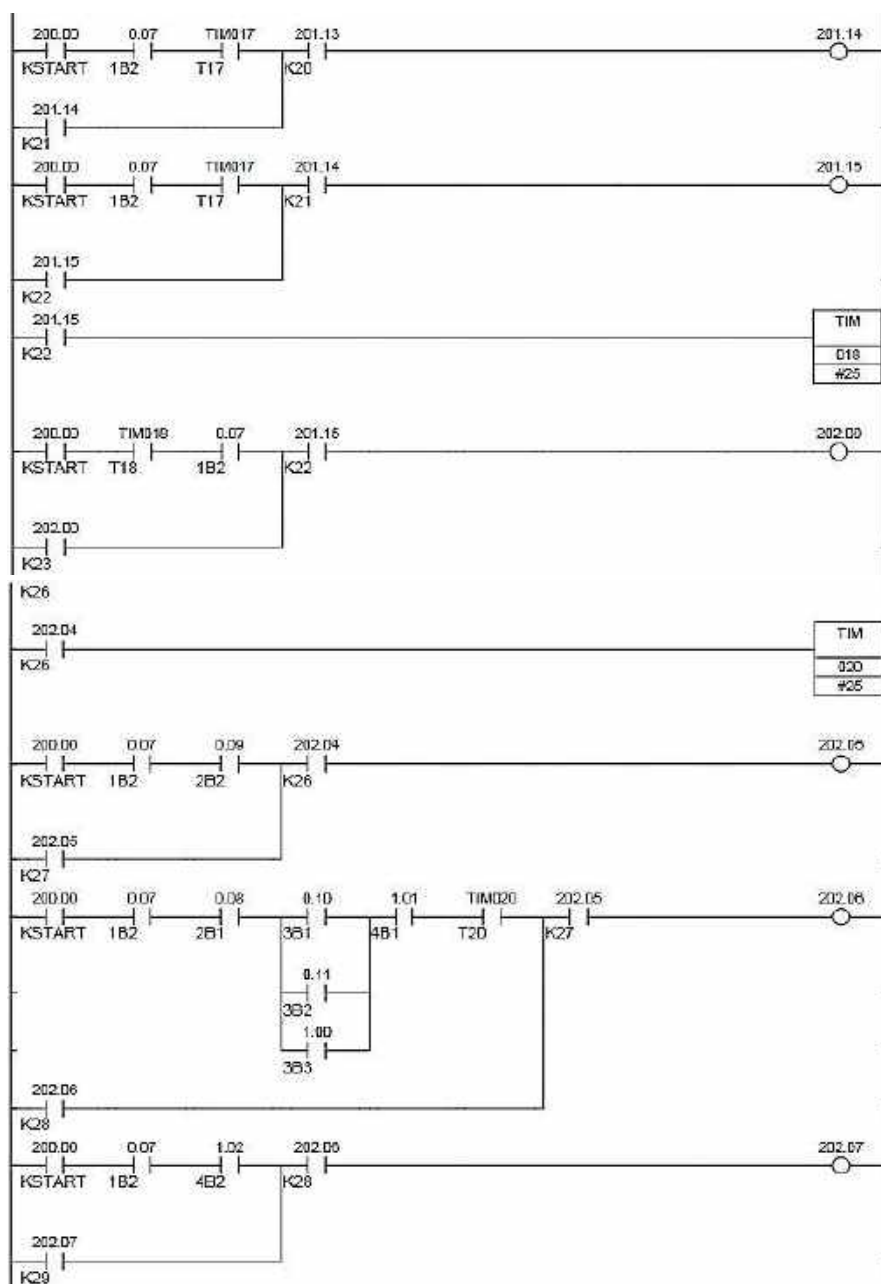 200.00 0.07 TIM017 201.13 201.14
KSTART 1B2 T17 K20
201.14
K21
200.00 0.07 TIM017 201.14 201.15
KSTART 1B2 T17 K21
201.15
K22
201.15 TIM
K22 018
#25
200.00 TIM018 0.07 201.15 202.00
KSTART T18 1B2 K22
202.00
K23
K26
202.04 TIM
K26 020
#25
200.00 0.07 0.09 202.04 202.05
KSTART 1B2 2B2 K26
202.05
K27
200.00 0.07 0.08 0.10 1.01 TIM020 202.05 202.06
KSTART 1B2 2B1 3B1 4B1 T20 K27
0.11
3B2
1.00
3B3
202.06
K28
200.00 0.07 1.02 202.06 202.07
KSTART 1B2 4B2 K28
202.07
K29